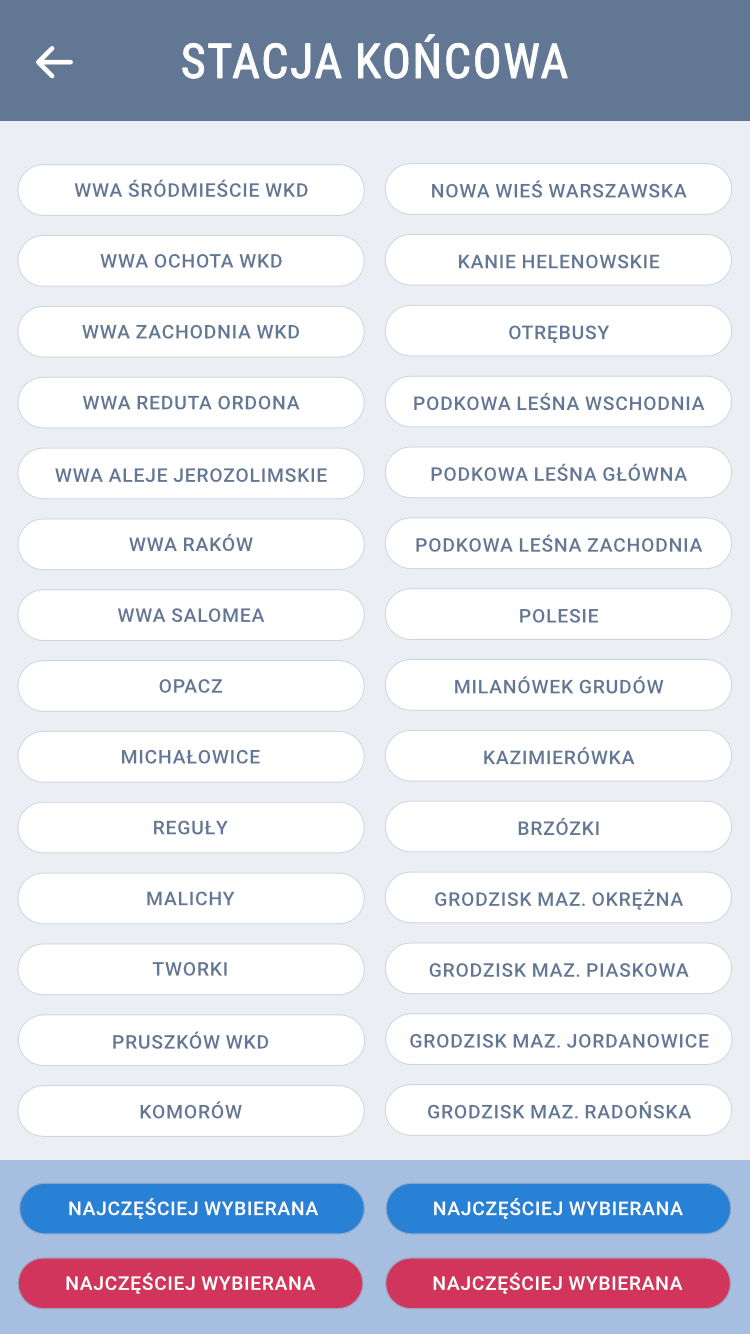 STACJA KOŃCOWA
WWA ŚRÓDMIEŚCIE WKD
NOWA WIEŚ WARSZAWSKA
WWA OCHOTA WKD
KANIE HELENOWSKIE
WWA ZACHODNIA WKD
OTRĘBUSY
WWA REDUTA ORDONA
PODKOWA LEŚNA WSCHODNIA
WWA ALEJE JEROZOLIMSKIE
PODKOWA LEŚNA GŁÓWNA
WWA RAKÓW
PODKOWA LEŚNA ZACHODNIA
WWA SALOMEA
POLESIE
OPACZ
MILANÓWEK GRUDÓW
MICHAŁOWICE
KAZIMIERÓWKA
REGUŁY
BRZÓZKI
MALICHY
GRODZISK MAZ. OKRĘŻNA
TWORKI
GRODZISK MAZ. PIASKOWA
PRUSZKÓW WKD
GRODZISK MAZ. JORDANOWICE
KOMORÓW
GRODZISK MAZ. RADOŃSKA
NAJCZĘŚCIEJ WYBIERANA
NAJCZĘŚCIEJ WYBIERANA
NAJCZĘŚCIEJ WYBIERANA
NAJCZĘŚCIEJ WYBIERANA